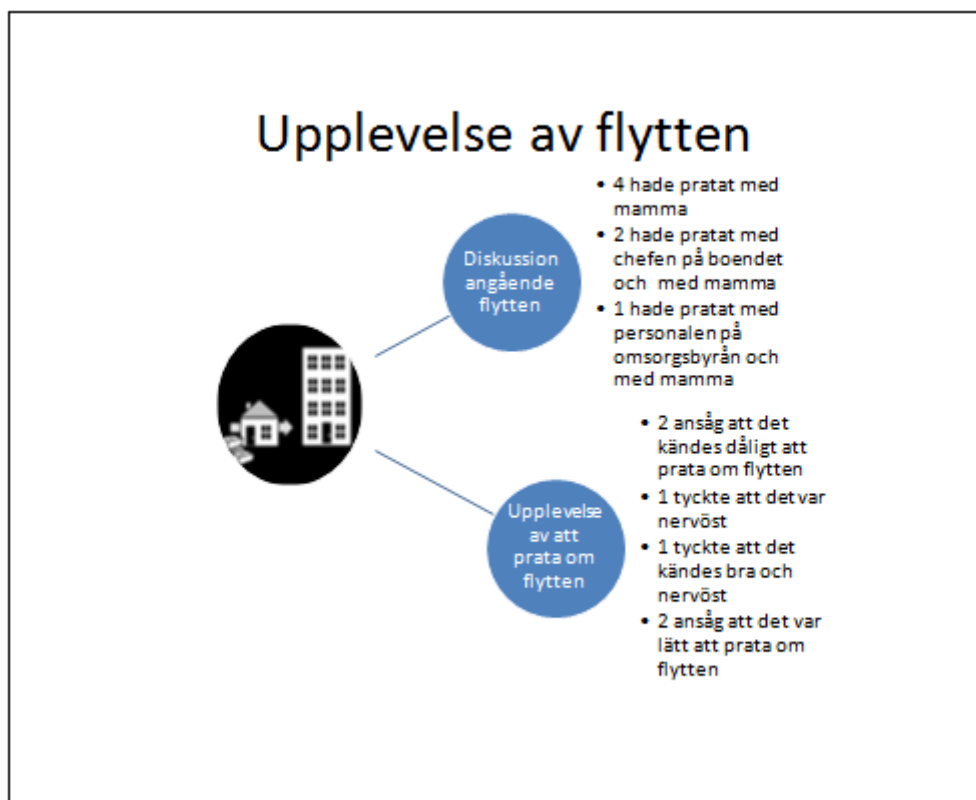 Upplevelse av flytten
Diskussion
angående
flytten
• 4 hade pratat med
mamma
• 2 hade pratat med
chefen på boendet
och  med mamma
• 1 hade pratat med
personalen på
omsorgsbyrån och
med mamma
Upplevelse
av att
prata om
flytten
• 2 ansåg att det
kändes dåligt att
prata om flytten
• 1 tyckte att det var
nervöst
• 1 tyckte att det
kändes bra och
nervöst
• 2 ansåg att det var
lätt att prata om
flytten